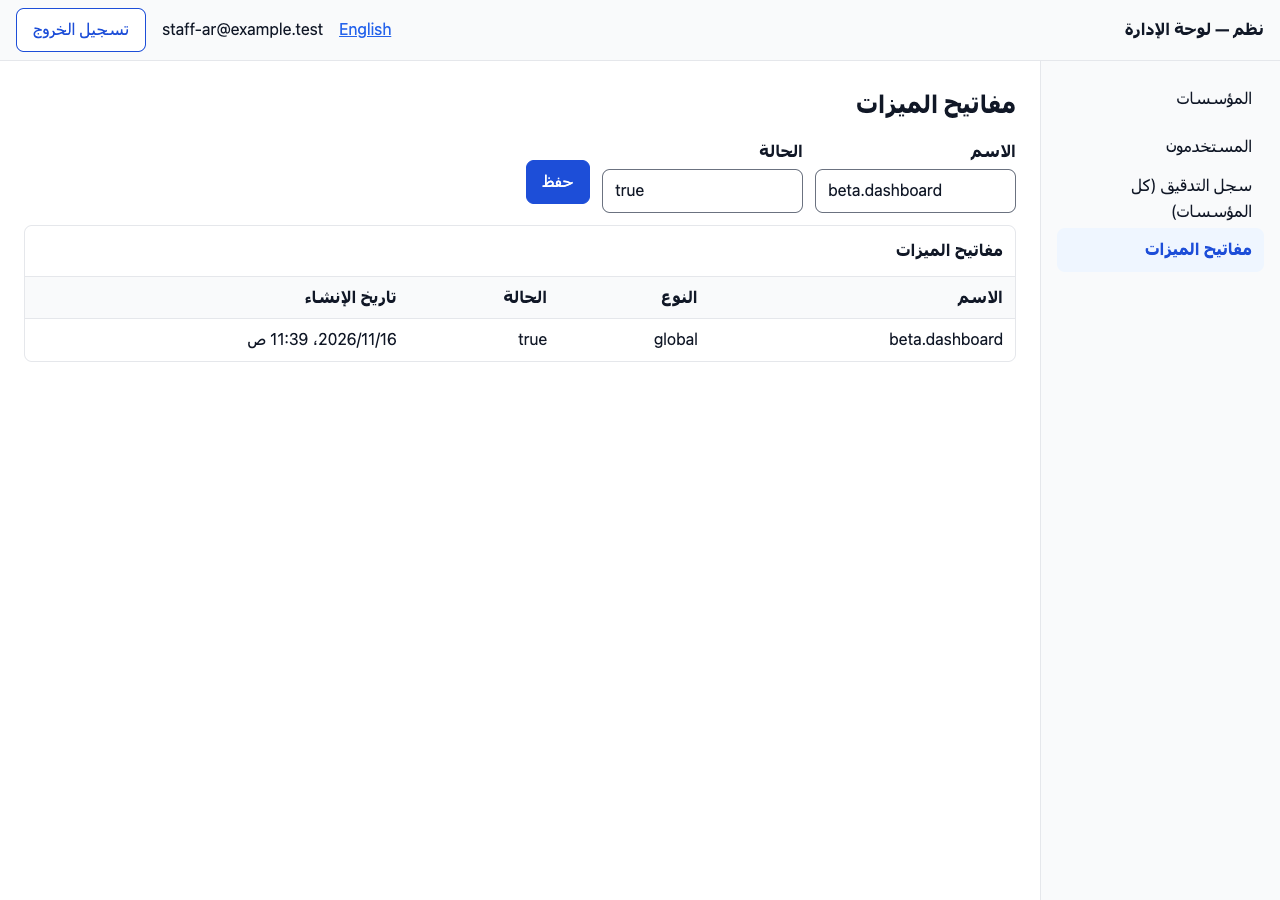 نظم — لوحة الإدارة
English
staff-ar@example.test
تسجيل الخروج
المؤسسات
المستخدمون
سجل التدقيق (كل
المؤسسات)
مفاتيح الميزات
مفاتيح الميزات
الاسم
الحالة
beta.dashboard
true
حفظ
مفاتيح الميزات
الاسم النوع الحالة تاريخ الإنشاء
beta.dashboard global true 2026/11/16، 11:39 ص